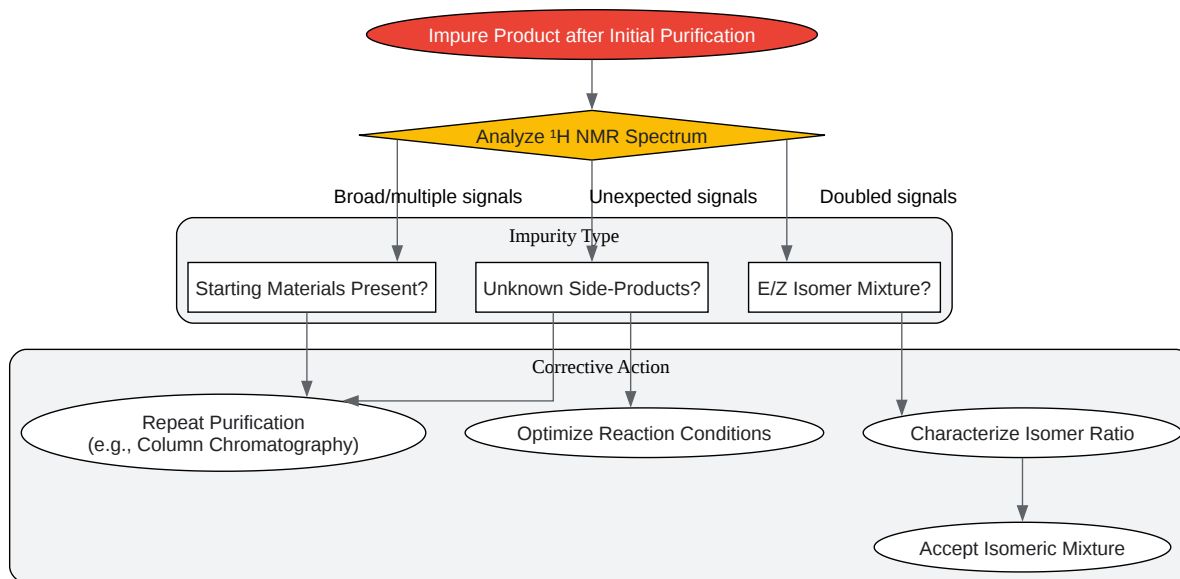 Impure Product after Initial Purification
Analyze ¹H NMR Spectrum
Broad/multiple signals
Unexpected signals
Doubled signals
Impurity Type
Starting Materials Present?
Unknown Side-Products?
E/Z Isomer Mixture?
Corrective Action
Repeat Purification
(e.g., Column Chromatography)
Optimize Reaction Conditions
Characterize Isomer Ratio
Accept Isomeric Mixture